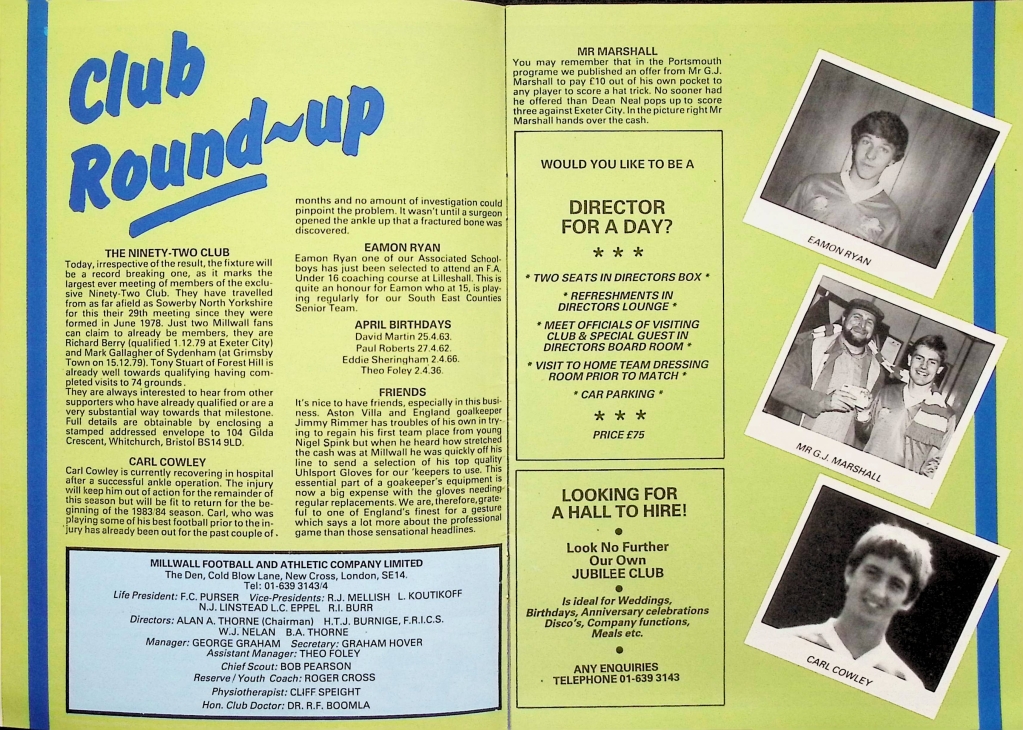 Club
Round~up
THE NINETY-TWO CLUB
Today, irrespective of the result, the fixture will
be a record breaking one, as it marks the
largest ever meeting of members of the exclu-
sive Ninety-Two Club. They have travelled
from as far afield as Sowerby North Yorkshire
for this their 29th meeting since they were
formed in June 1978. Just two Millwall fans
can claim to already be members, they are
Richard Berry (qualified 1.12.79 at Exeter City)
and Mark Gallagher of Sydenham (at Grimsby
Town on 15.12.79). Tony Stuart of Forest Hill is
already well towards qualifying having com-
pleted visits to 74 grounds.
They are always interested to hear from other
supporters who have already qualified or are a
very substantial way towards that milestone.
Full details are obtainable by enclosing a
stamped addressed envelope to 104 Gilda
Crescent, Whitchurch, Bristol BS14 9LD.
CARL COWLEY
Carl Cowley is currently recovering in hospital
after a successful ankle operation. The injury
will keep him out of action for the remainder of
this season but will be fit to return for the be-
ginning of the 1983/84 season. Carl, who was
playing some of his best football prior to the in-
jury has already been out for the past couple of
months and no amount of investigation could
pinpoint the problem. It wasn't until a surgeon
opened the ankle up that a fractured bone was
discovered.
EAMON RYAN
Eamon Ryan one of our Associated School-
boys has just been selected to attend an F.A.
Under 16 coaching course at Lilleshall. This is
quite an honour for Eamon who at 15, is play-
ing regularly for our South East Counties
Senior Team.
APRIL BIRTHDAYS
David Martin 25.4.63.
Paul Roberts 27.4.62.
Eddie Sheringham 2.4.66.
Theo Foley 2.4.36.
FRIENDS
It's nice to have friends, especially in this busi-
ness. Aston Villa and England goalkeeper
Jimmy Rimmer has troubles of his own in try-
ing to regain his first team place from young
Nigel Spink but when he heard how stretched
the cash was at Millwall he was quickly off his
line to send a selection of his top quality
Uhlsport Gloves for our 'keepers to use. This
essential part of a goakeeper's equipment is
now a big expense with the gloves needing
regular replacements. We are, therefore, grate-
ful to one of England's finest for a gesture
which says a lot more about the professional
game than those sensational headlines.
MILLWALL FOOTBALL AND ATHLETIC COMPANY LIMITED
The Den, Cold Blow Lane, New Cross, London, SE14.
Tel: 01-639 3143/4
Life President: F.C. PURSER Vice-Presidents: R.J. MELLISH L. KOUTIKOFF
N.J. LINSTEAD L.C. EPPEL R.I. BURR
Directors: ALAN A. THORNE (Chairman) H.T.J. BURNIGE, F.R.I.C.S.
W.J. NELAN B.A. THORNE
Manager: GEORGE GRAHAM Secretary: GRAHAM HOVER
Assistant Manager: THEO FOLEY
Chief Scout: BOB PEARSON
Reserve/Youth Coach: ROGER CROSS
Physiotherapist: CLIFF SPEIGHT
Hon. Club Doctor: DR. R.F. BOOMLA
MR MARSHALL
You may remember that in the Portsmouth
programe we published an offer from Mr G.J.
Marshall to pay £10 out of his own pocket to
any player to score a hat trick. No sooner had
he offered than Dean Neal pops up to score
three against Exeter City. In the picture right Mr
Marshall hands over the cash.
WOULD YOU LIKE TO BE A
DIRECTOR
FOR A DAY?
* * *
* TWO SEATS IN DIRECTORS BOX *
* REFRESHMENTS IN
DIRECTORS LOUNGE *
* MEET OFFICIALS OF VISITING
CLUB & SPECIAL GUEST IN
DIRECTORS BOARD ROOM *
* VISIT TO HOME TEAM DRESSING
ROOM PRIOR TO MATCH *
* CAR PARKING *
* * *
PRICE £75
LOOKING FOR
A HALL TO HIRE!
●
Look No Further
Our Own
JUBILEE CLUB
●
Is ideal for Weddings,
Birthdays, Anniversary celebrations
Disco's, Company functions,
Meals etc.
●
ANY ENQUIRIES
TELEPHONE 01-639 3143
EAMON RYAN
MR G.J. MARSHALL
CARL COWLEY